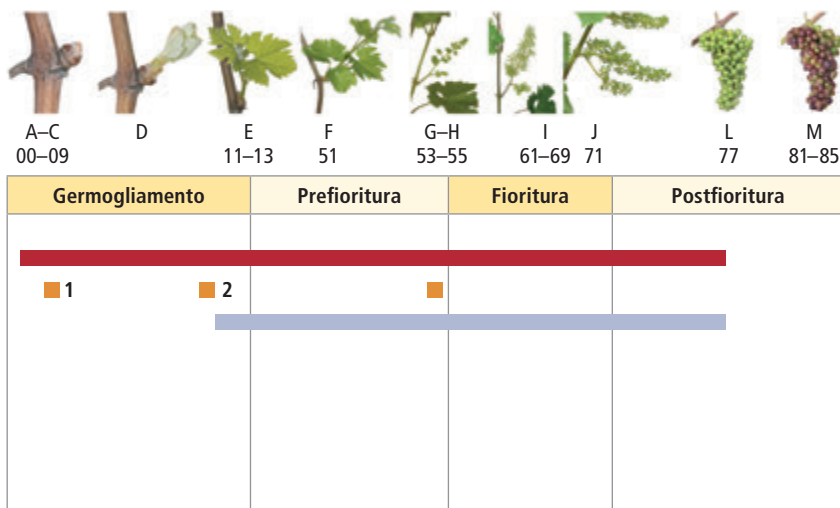 A–C D E F G–H I J L M
00–09 11–13 51 53–55 61–69 71 77 81–85
Germogliamento Prefioritura Fioritura Postfioritura
1 2